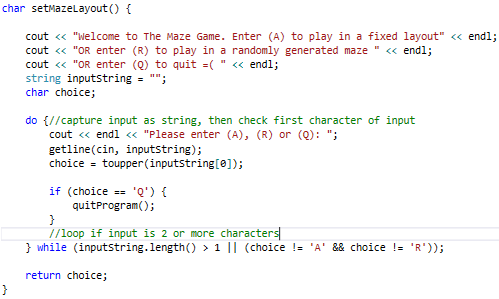 char setMazeLayout() {
cout << "Welcome to The Maze Game. Enter (A) to play in a fixed layout" << endl;
cout << "OR enter (R) to play in a randomly generated maze " << endl;
cout << "OR enter (Q) to quit =( " << endl;
string inputString = "";
char choice;
do {//capture input as string, then check first character of input
cout << endl << "Please enter (A), (R) or (Q): ";
getline(cin, inputString);
choice = toupper(inputString[0]);
if (choice == 'Q') {
quitProgram();
}
//loop if input is 2 or more characters
} while (inputString.length() > 1 || (choice != 'A' && choice != 'R'));
return choice;
}